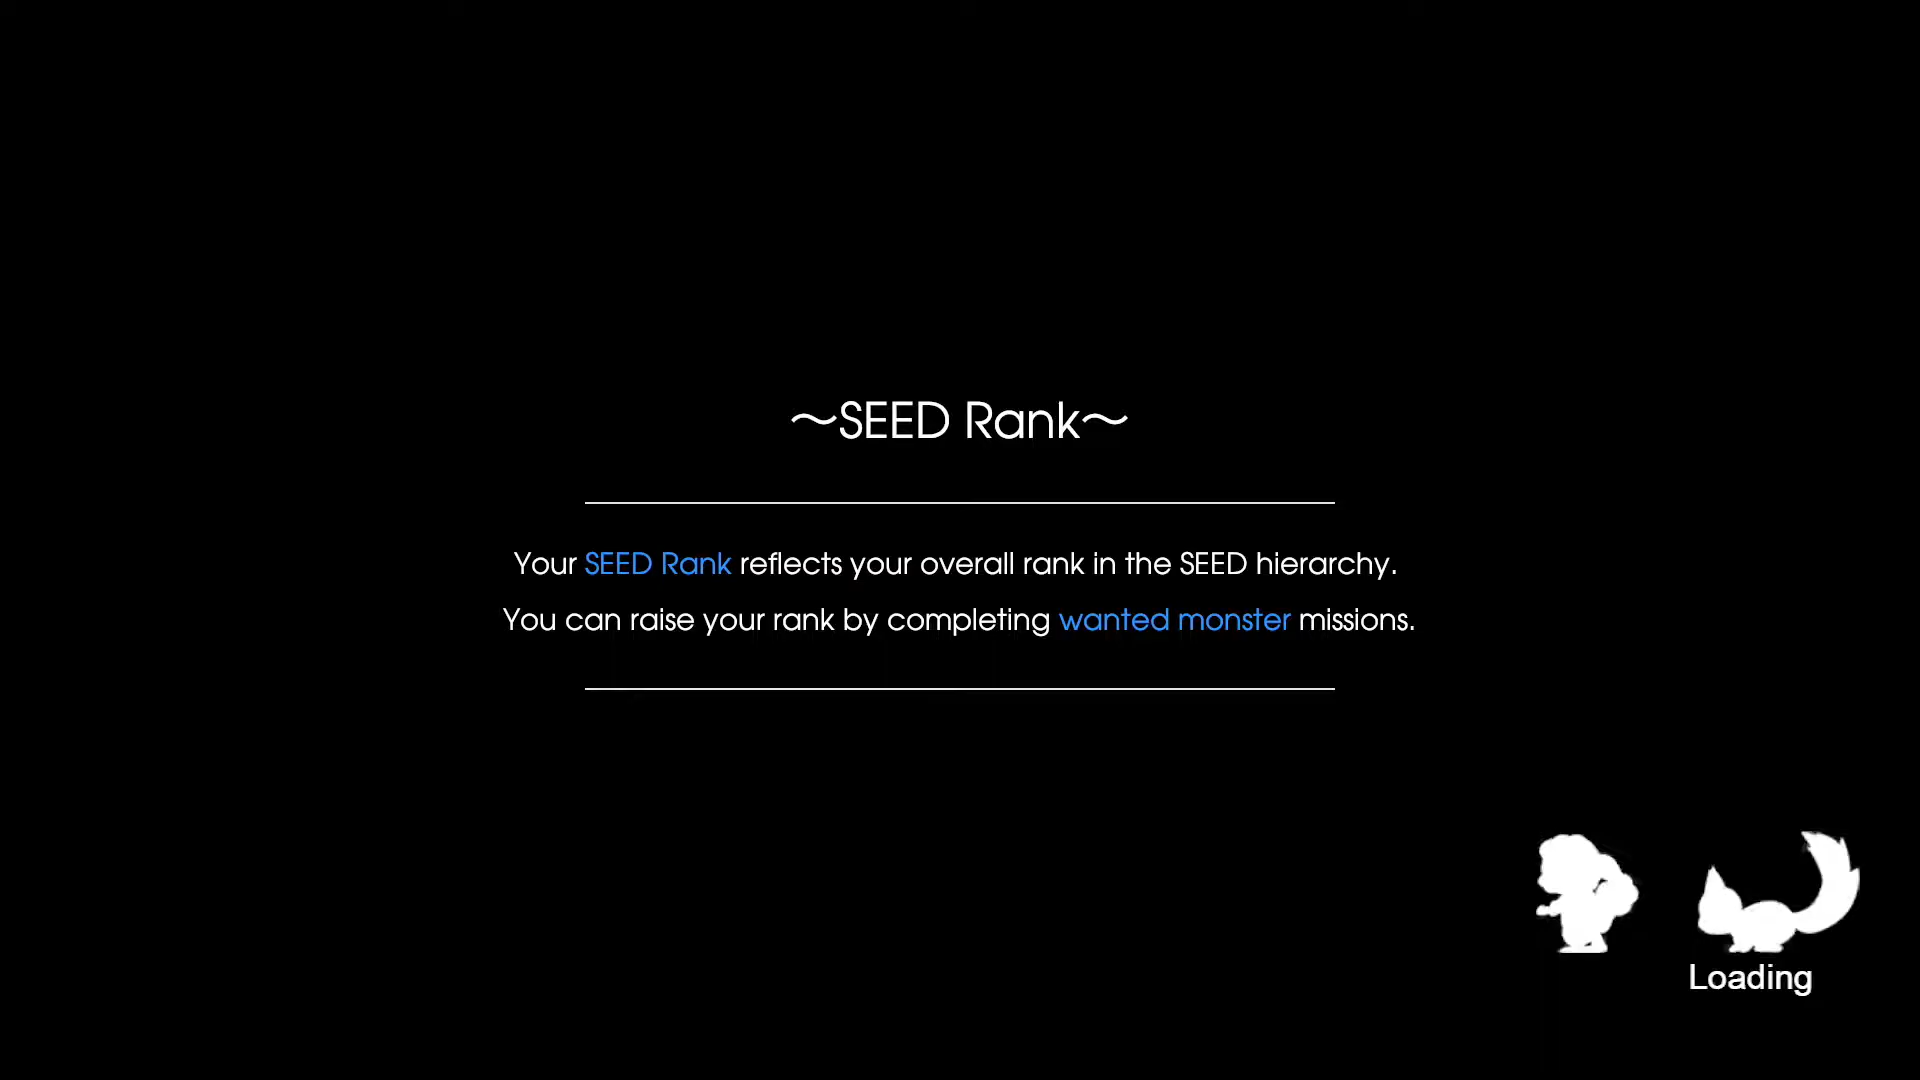 ～SEED Rank～
Your SEED Rank reflects your overall rank in the SEED hierarchy.
You can raise your rank by completing wanted monster missions.
Loading